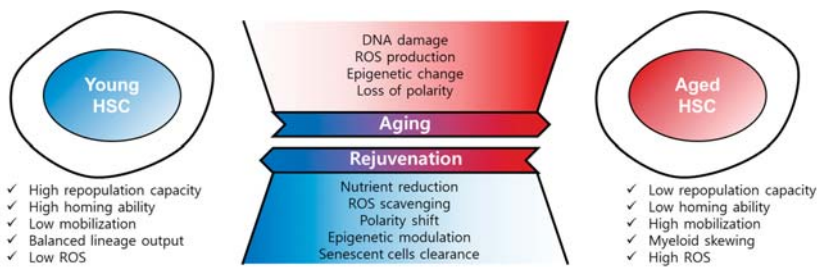 Young
HSC
✓ High repopulation capacity
✓ High homing ability
✓ Low mobilization
✓ Balanced lineage output
✓ Low ROS
DNA damage
ROS production
Epigenetic change
Loss of polarity
Aging
Rejuvenation
Nutrient reduction
ROS scavenging
Polarity shift
Epigenetic modulation
Senescent cells clearance
Aged
HSC
✓ Low repopulation capacity
✓ Low homing ability
✓ High mobilization
✓ Myeloid skewing
✓ High ROS